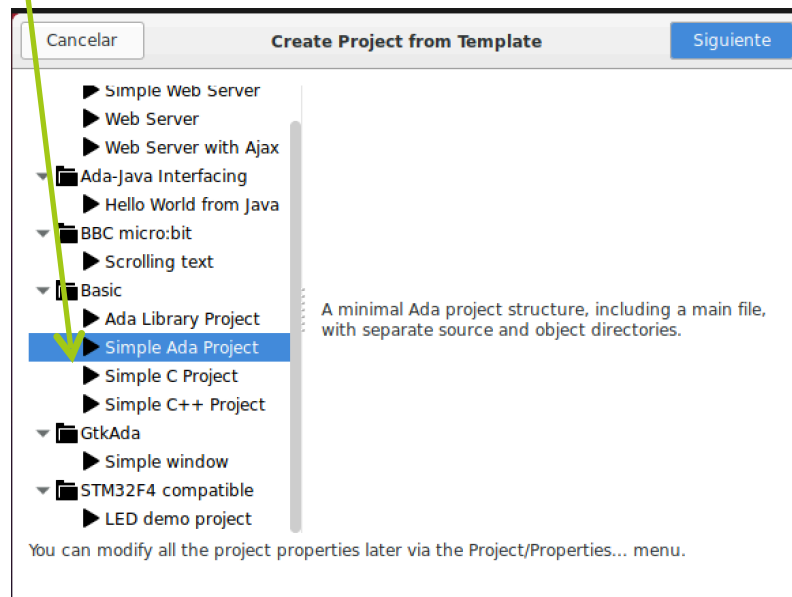 Cancelar
Create Project from Template
Siguiente
Simple Web Server
Web Server
Web Server with Ajax
Ada-Java Interfacing
Hello World from Java
BBC micro:bit
Scrolling text
Basic
Ada Library Project
Simple Ada Project
Simple C Project
Simple C++ Project
GtkAda
Simple window
STM32F4 compatible
LED demo project
A minimal Ada project structure, including a main file,
with separate source and object directories.
You can modify all the project properties later via the Project/Properties... menu.